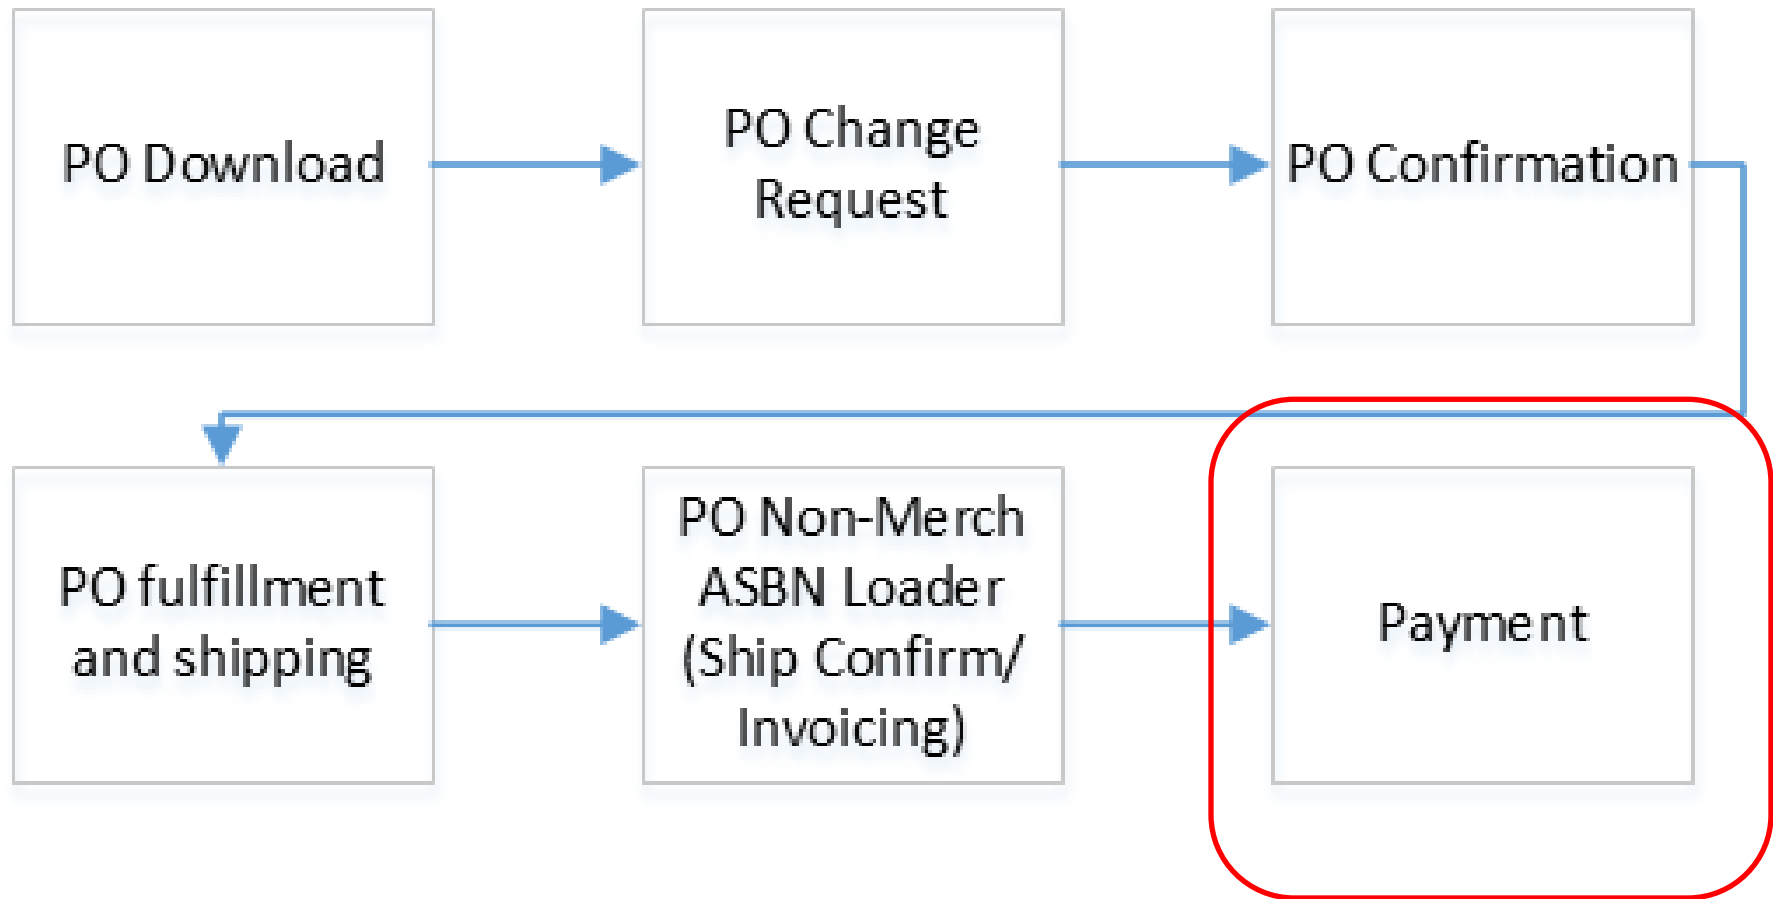 PO Download
PO Change
Request
PO Confirmation
PO fulfillment
and shipping
PO Non-Merch
ASBN Loader
(Ship Confirm/
Invoicing)
Payment